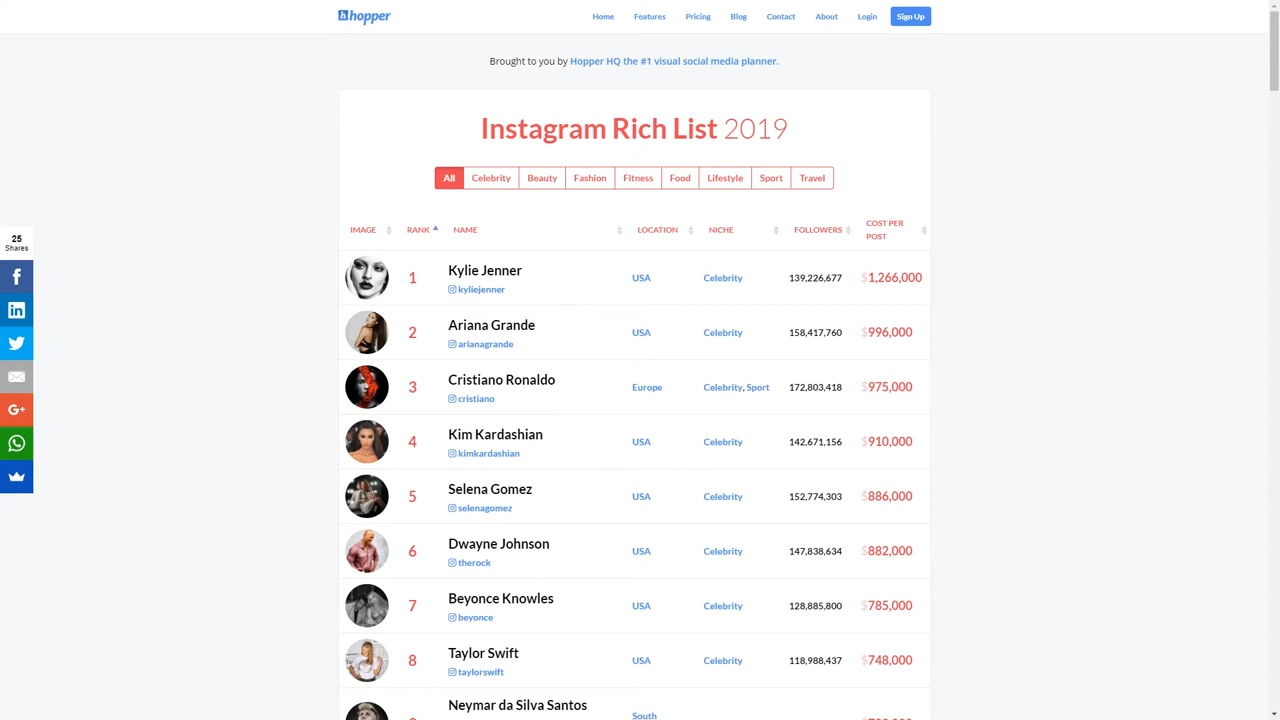 hopper
Home Features Pricing Blog Contact About Login Sign Up
Brought to you by Hopper HQ the #1 visual social media planner.
Instagram Rich List 2019
All Celebrity Beauty Fashion Fitness Food Lifestyle Sport Travel
25
Shares
IMAGE RANK NAME LOCATION NICHE FOLLOWERS COST PER
POST
1 Kylie Jenner USA Celebrity 139,226,677 $1,266,000
kyliejenner
2 Ariana Grande USA Celebrity 158,417,760 $996,000
arianagrande
3 Cristiano Ronaldo Europe Celebrity, Sport 172,803,418 $975,000
cristiano
4 Kim Kardashian USA Celebrity 142,671,156 $910,000
kimkardashian
5 Selena Gomez USA Celebrity 152,774,303 $886,000
selenagomez
6 Dwayne Johnson USA Celebrity 147,838,634 $882,000
therock
7 Beyonce Knowles USA Celebrity 128,885,800 $785,000
beyonce
8 Taylor Swift USA Celebrity 118,988,437 $748,000
taylorswift
Neymar da Silva Santos South